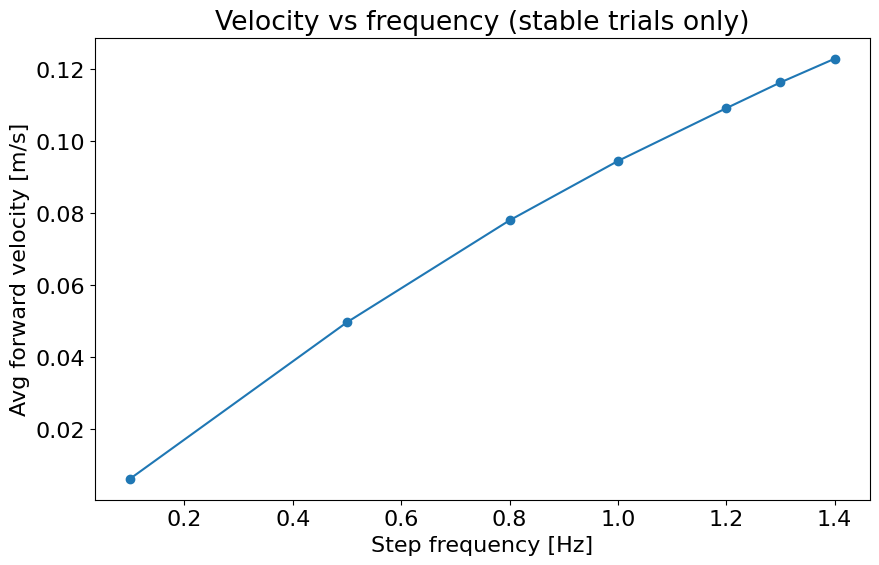 Velocity vs frequency (stable trials only)
Avg forward velocity [m/s]
0.12
0.10
0.08
0.06
0.04
0.02
0.2 0.4 0.6 0.8 1.0 1.2 1.4
Step frequency [Hz]